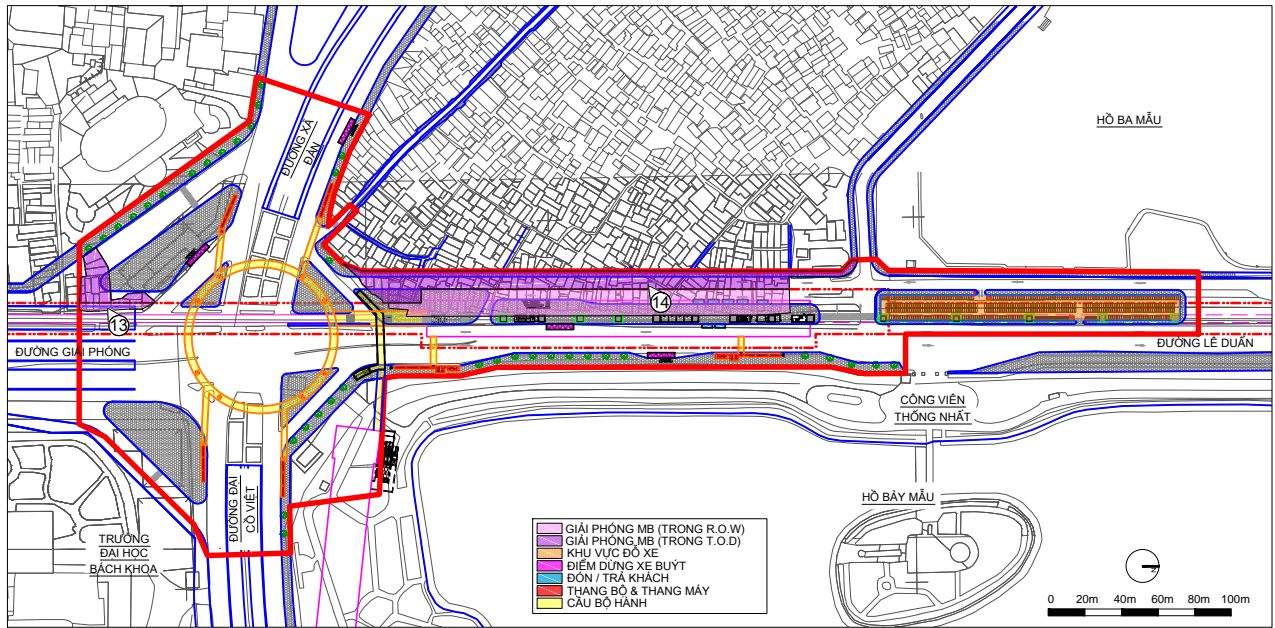 HỒ BA MẪU
ĐƯỜNG XÃ
ĐÀN
14
13
ĐƯỜNG GIẢI PHÓNG
ĐƯỜNG LÊ DUẨN
CÔNG VIÊN
THỐNG NHẤT
ĐƯỜNG ĐẠI
CỒ VIỆT
HỒ BẢY MẪU
TRƯỜNG
ĐẠI HỌC
BÁCH KHOA
GIẢI PHÓNG MB (TRONG R.O.W)
GIẢI PHÓNG MB (TRONG T.O.D)
KHU VỰC ĐỖ XE
ĐIỂM DỪNG XE BUÝT
ĐÓN / TRẢ KHÁCH
THANG BỘ & THANG MÁY
CẦU BỘ HÀNH
0 20m 40m 60m 80m 100m